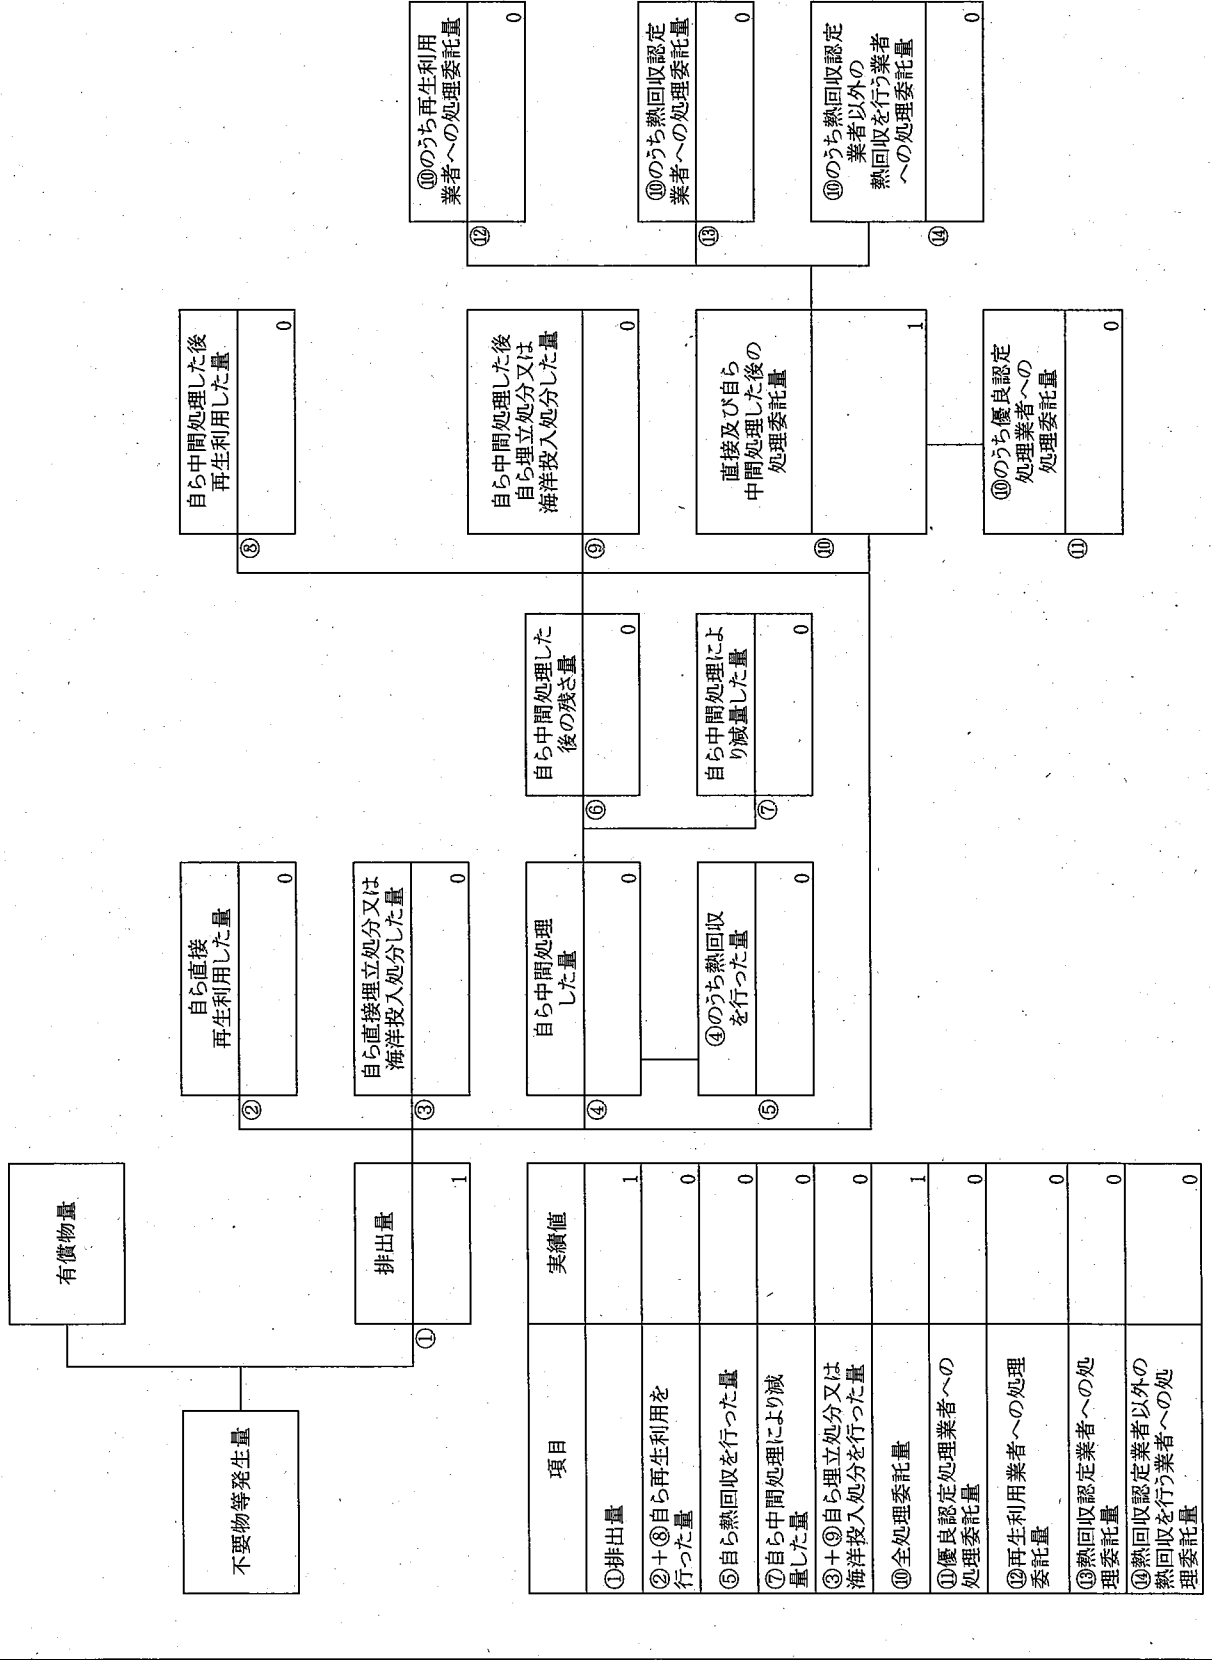 不要物等発生量
有償物量
排出量
①
1
自ら直接
再生利用した量
②
0
自ら直接埋立処分又は
海洋投入処分した量
③
0
自ら中間処理
した量
④
0
④のうち熱回収
を行った量
⑤
0
自ら中間処理した
後の残さ量
⑥
0
自ら中間処理によ
り減量した量
⑦
0
自ら中間処理した後
再生利用した量
⑧
0
自ら中間処理した後
自ら埋立処分又は
海洋投入処分した量
⑨
0
直接及び自ら
中間処理した後の
処理委託量
⑩
1
⑩のうち優良認定
処理業者への
処理委託量
⑪
0
⑩のうち再生利用
業者への処理委託量
⑫
0
⑩のうち熱回収認定
業者への処理委託量
⑬
0
⑩のうち熱回収認定
業者以外の
熱回収を行う業者
への処理委託量
⑭
0
項目 実績値
①排出量 1
②+⑧自ら再生利用を
行った量 0
⑤自ら熱回収を行った量 0
⑦自ら中間処理により減
量した量 0
③+⑨自ら埋立処分又は
海洋投入処分を行った量 0
⑩全処理委託量 1
⑪優良認定処理業者への
処理委託量 0
⑫再生利用業者への処理
委託量 0
⑬熱回収認定業者への処
理委託量 0
⑭熱回収認定業者以外の
熱回収を行う業者への処
理委託量 0